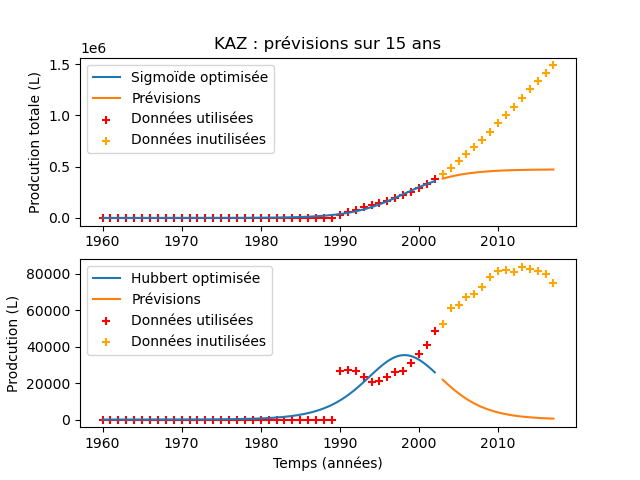 KAZ : prévisions sur 15 ans
1e6
Prodcution totale (L)
1.5
1.0
0.5
0.0
Sigmoïde optimisée
Prévisions
Données utilisées
Données inutilisées
1960 1970 1980 1990 2000 2010
Prodcution (L)
80000
60000
40000
20000
0
Hubbert optimisée
Prévisions
Données utilisées
Données inutilisées
1960 1970 1980 1990 2000 2010
Temps (années)